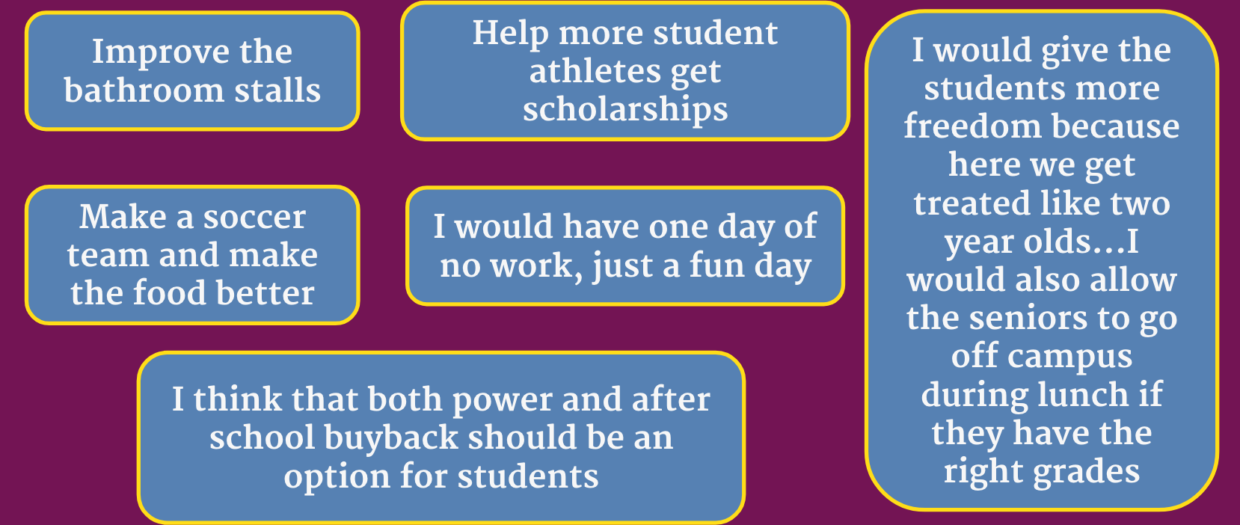 Improve the
bathroom stalls
Help more student
athletes get
scholarships
I would give the
students more
freedom because
here we get
treated like two
year olds...I
would also allow
the seniors to go
off campus
during lunch if
they have the
right grades
Make a soccer
team and make
the food better
I would have one day of
no work, just a fun day
I think that both power and after
school buyback should be an
option for students